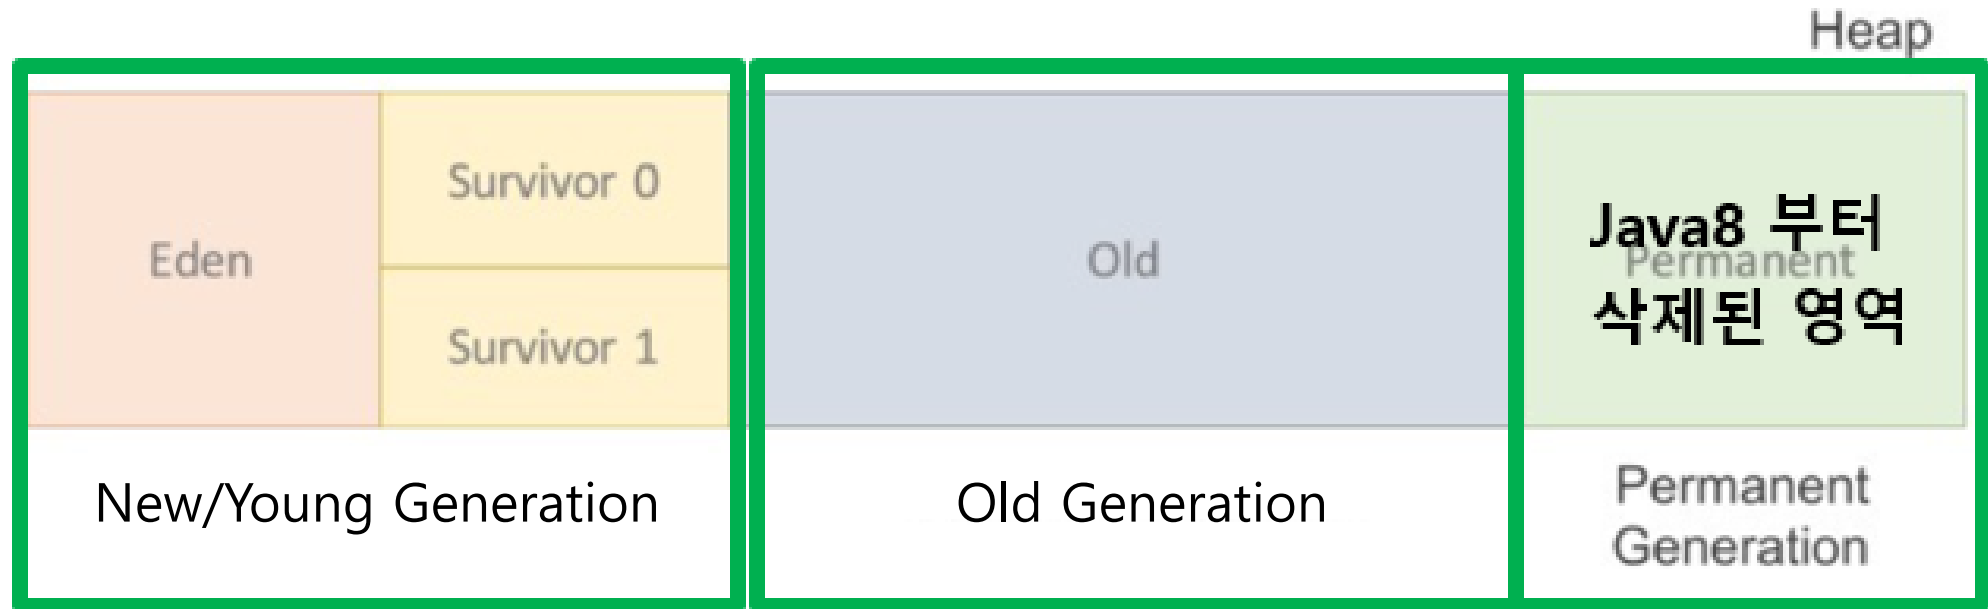 Heap
Eden
Survivor 0
Survivor 1
Old
Java8 부터
Permanent
삭제된 영역
New/Young Generation
Old Generation
Permanent
Generation